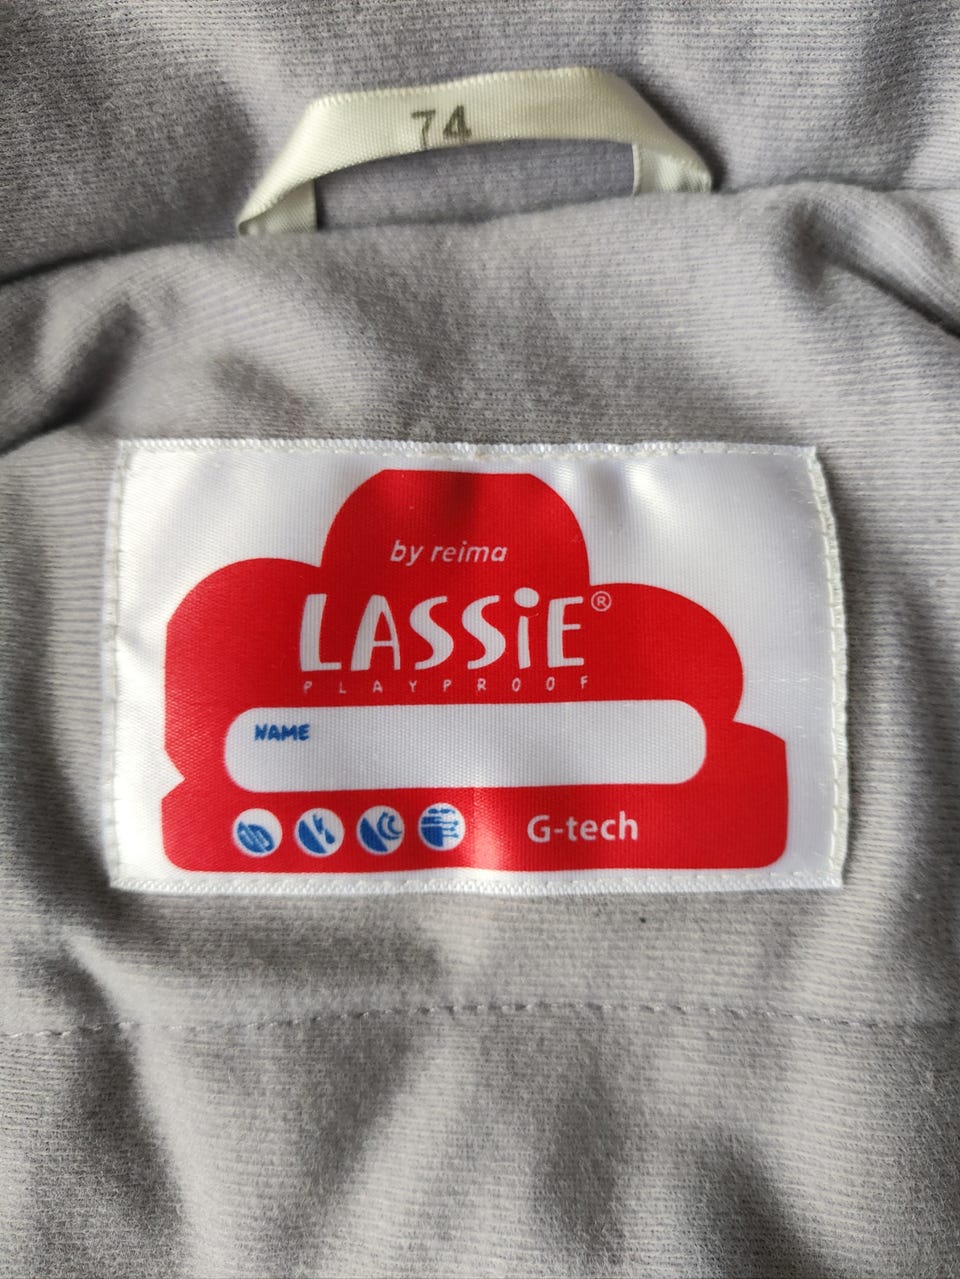 74
by reima
LASSiE®
PLAYPROOF
NAME
G-tech